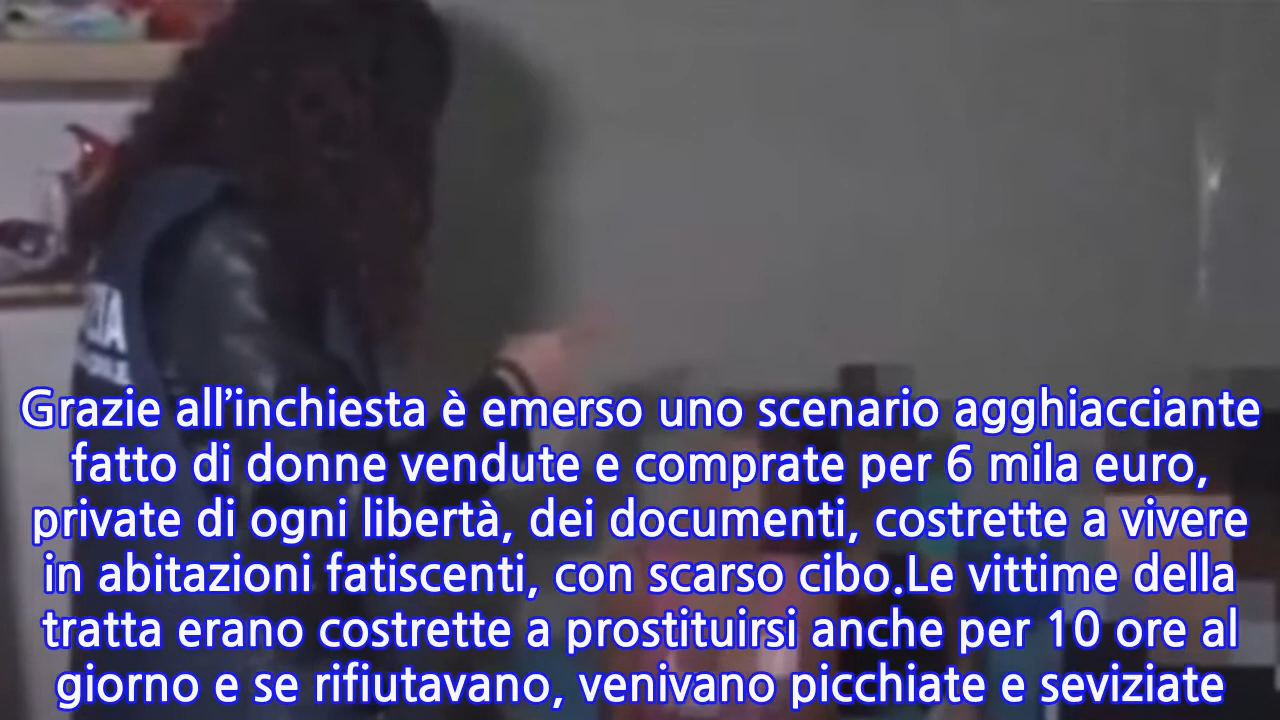 Grazie all’inchiesta è emerso uno scenario agghiacciante
fatto di donne vendute e comprate per 6 mila euro,
private di ogni libertà, dei documenti, costrette a vivere
in abitazioni fatiscenti, con scarso cibo.Le vittime della
tratta erano costrette a prostituirsi anche per 10 ore al
giorno e se rifiutavano, venivano picchiate e seviziate